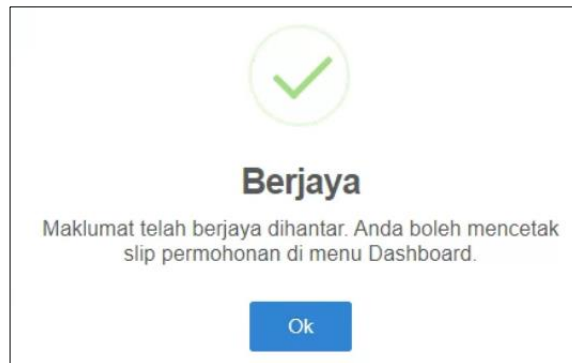 Berjaya
Maklumat telah berjaya dihantar. Anda boleh mencetak
slip permohonan di menu Dashboard.
Ok